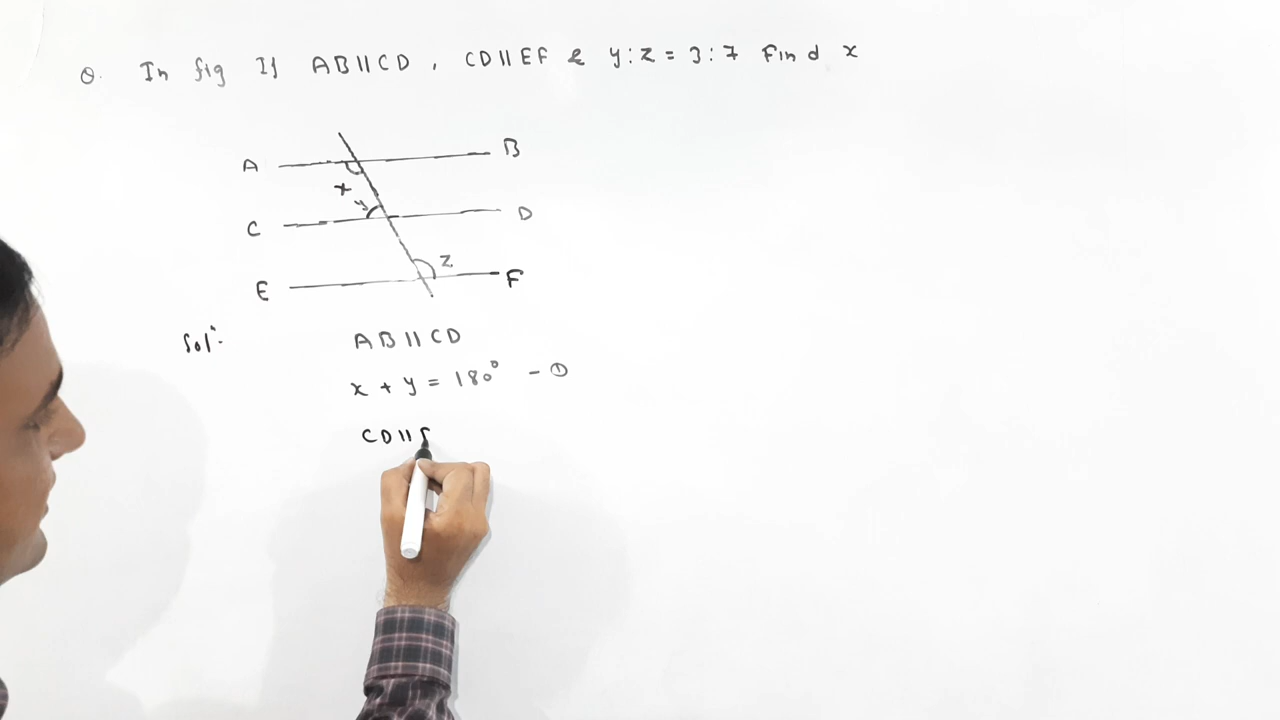 Q. In fig If AB||CD , CD||EF & y:z = 3:7 Find x
A B
x
y
C D
z
E F
Sol^n:- AB||CD
x + y = 180° - ①
CD||